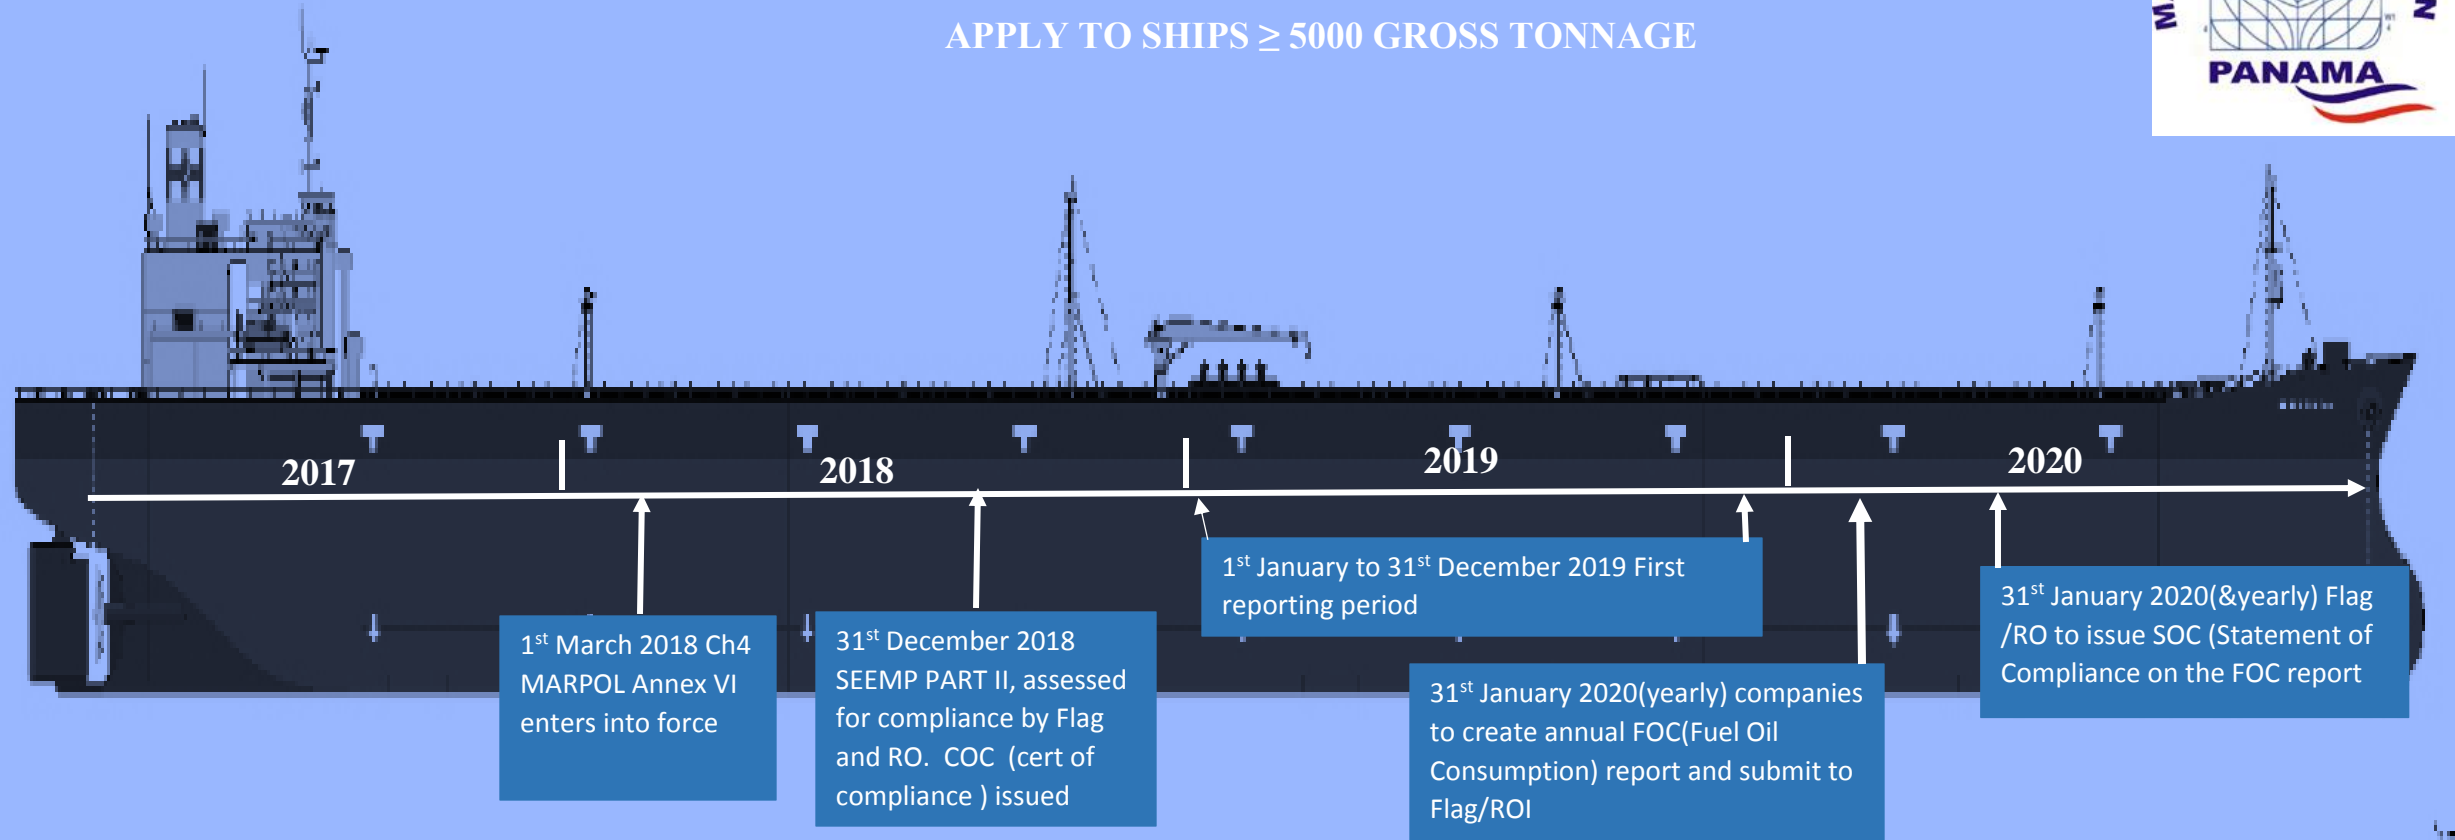 APPLY TO SHIPS ≥ 5000 GROSS TONNAGE
PANAMA
2017
2018
2019
2020
1st March 2018 Ch4
MARPOL Annex VI
enters into force
31st December 2018
SEEMP PART II, assessed
for compliance by Flag
and RO. COC (cert of
compliance ) issued
1st January to 31st December 2019 First
reporting period
31st January 2020(yearly) companies
to create annual FOC(Fuel Oil
Consumption) report and submit to
Flag/ROI
31st January 2020(&yearly) Flag
/RO to issue SOC (Statement of
Compliance on the FOC report